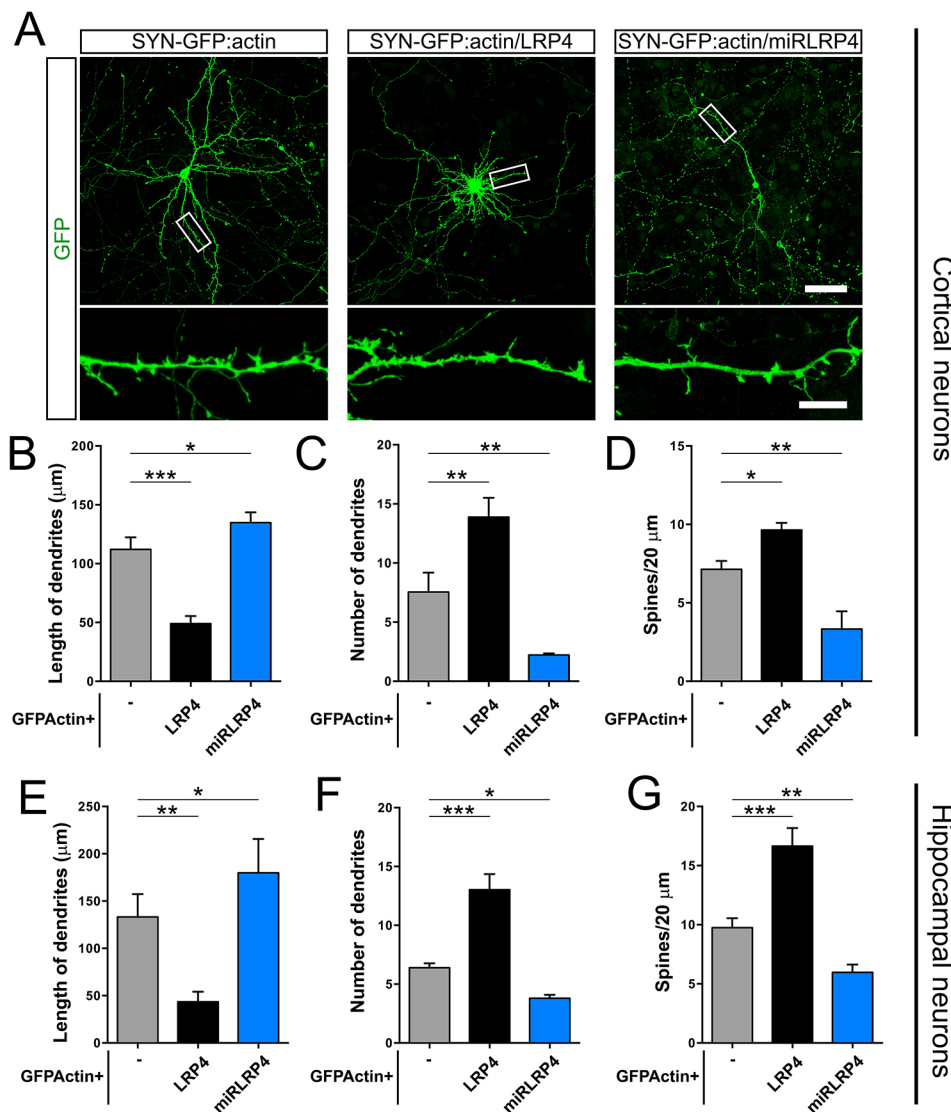 A
SYN-GFP:actin
SYN-GFP:actin/LRP4
SYN-GFP:actin/miRLRP4
GFP
Cortical neurons
B
Length of dendrites (μm)
200
150
100
50
0
*
***
GFPActin+
-
LRP4
miRLRP4
C
Number of dendrites
20
15
10
5
0
**
**
GFPActin+
-
LRP4
miRLRP4
D
Spines/20 μm
15
10
5
0
**
*
GFPActin+
-
LRP4
miRLRP4
Hippocampal neurons
E
Length of dendrites (μm)
250
200
150
100
50
0
*
**
GFPActin+
-
LRP4
miRLRP4
F
Number of dendrites
20
15
10
5
0
*
***
GFPActin+
-
LRP4
miRLRP4
G
Spines/20 μm
20
15
10
5
0
**
***
GFPActin+
-
LRP4
miRLRP4